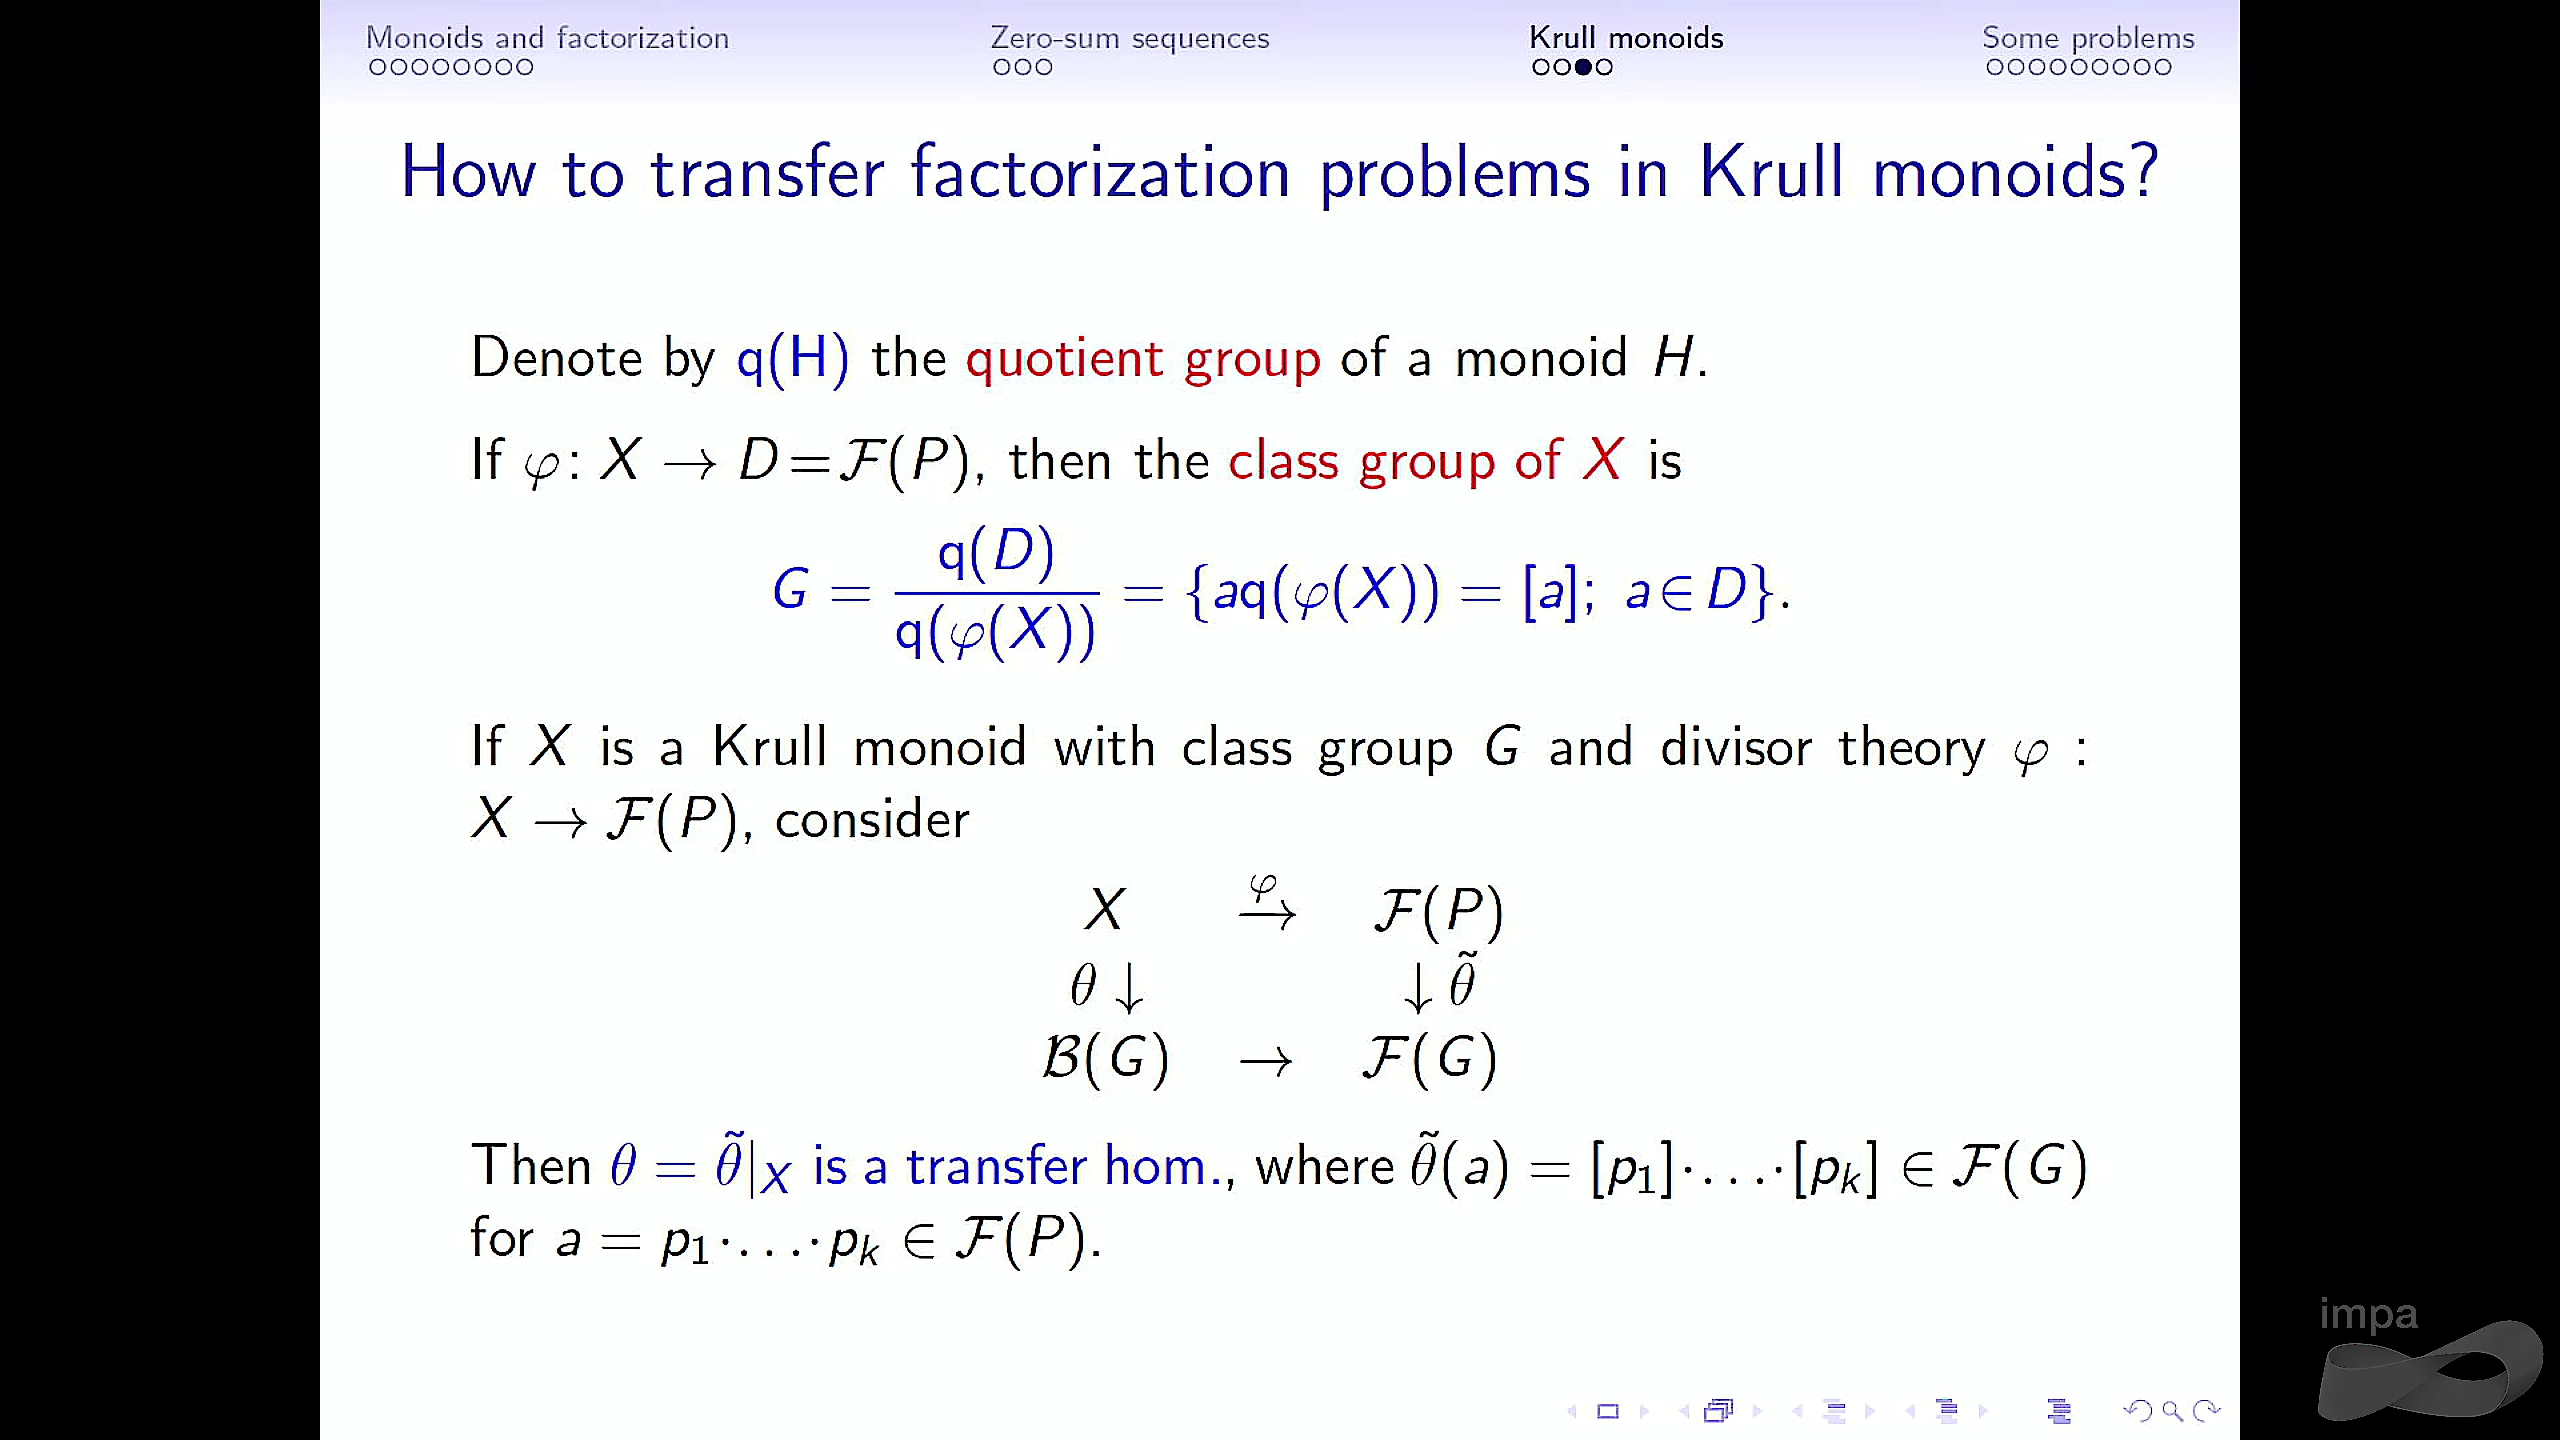 Monoids and factorization Zero-sum sequences Krull monoids Some problems
How to transfer factorization problems in Krull monoids?
Denote by q(H) the quotient group of a monoid H.
If φ: X → D=ℱ(P), then the class group of X is
G = q(D) / q(φ(X)) = {aq(φ(X)) = [a]; a∈D}.
If X is a Krull monoid with class group G and divisor theory φ :
X → ℱ(P), consider
X →^φ ℱ(P)
θ ↓ ↓ θ̃
ℬ(G) → ℱ(G)
Then θ = θ̃|_X is a transfer hom., where θ̃(a) = [p₁]·...·[pₖ] ∈ ℱ(G)
for a = p₁·...·pₖ ∈ ℱ(P).
impa